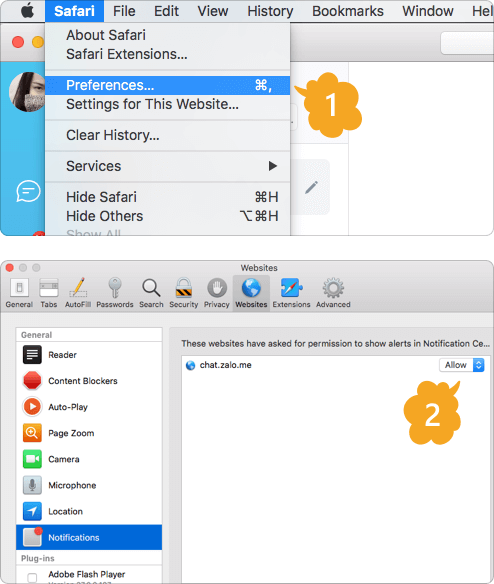 Safari File Edit View History Bookmarks Window Hel
About Safari
Safari Extensions...
Preferences... ⌘,
1
Settings for This Website...
Clear History...
Services
Hide Safari ⌘H
Hide Others ⌥⌘H
Show All
Websites
General Tabs AutoFill Passwords Search Security Privacy Websites Extensions Advanced
General
These websites have asked for permission to show alerts in Notification Ce...
Reader
chat.zalo.me Allow
Content Blockers
Auto-Play
2
Page Zoom
Camera
Microphone
Location
Notifications
Plug-ins
Adobe Flash Player